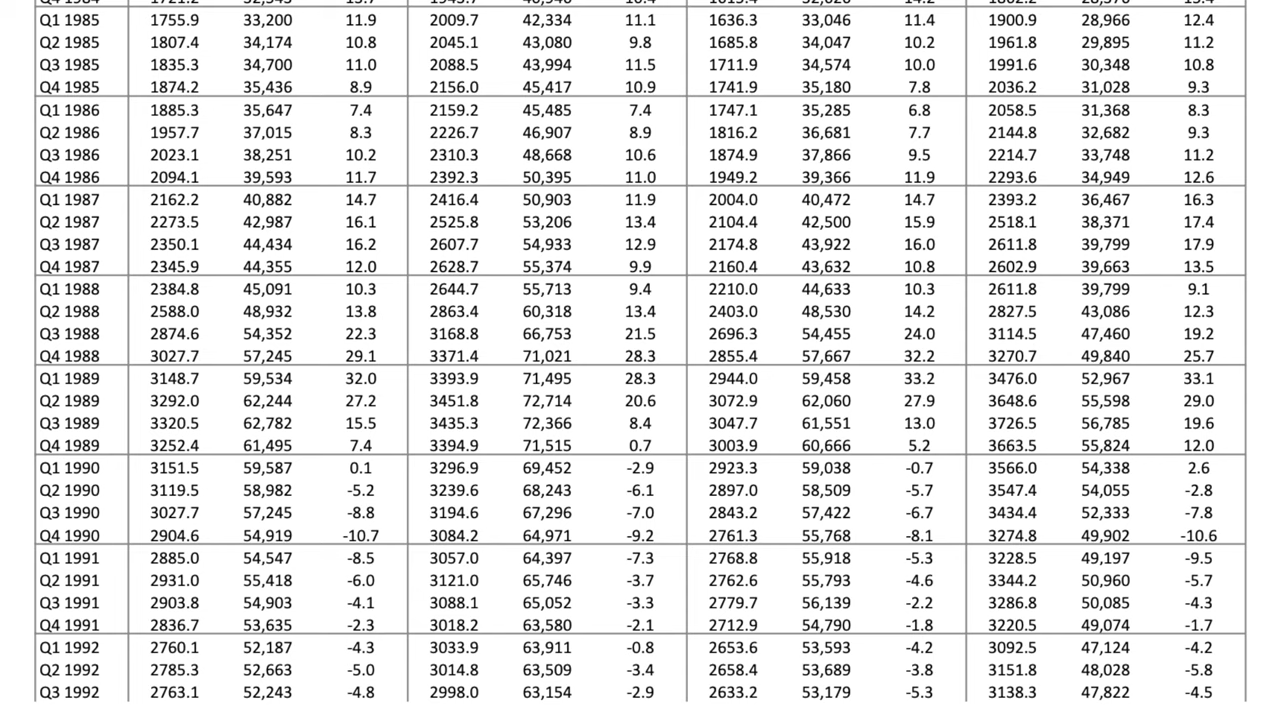 Q1 1985 1755.9 33,200 11.9 2009.7 42,334 11.1 1636.3 33,046 11.4 1900.9 28,966 12.4
Q2 1985 1807.4 34,174 10.8 2045.1 43,080 9.8 1685.8 34,047 10.2 1961.8 29,895 11.2
Q3 1985 1835.3 34,700 11.0 2088.5 43,994 11.5 1711.9 34,574 10.0 1991.6 30,348 10.8
Q4 1985 1874.2 35,436 8.9 2156.0 45,417 10.9 1741.9 35,180 7.8 2036.2 31,028 9.3
Q1 1986 1885.3 35,647 7.4 2159.2 45,485 7.4 1747.1 35,285 6.8 2058.5 31,368 8.3
Q2 1986 1957.7 37,015 8.3 2226.7 46,907 8.9 1816.2 36,681 7.7 2144.8 32,682 9.3
Q3 1986 2023.1 38,251 10.2 2310.3 48,668 10.6 1874.9 37,866 9.5 2214.7 33,748 11.2
Q4 1986 2094.1 39,593 11.7 2392.3 50,395 11.0 1949.2 39,366 11.9 2293.6 34,949 12.6
Q1 1987 2162.2 40,882 14.7 2416.4 50,903 11.9 2004.0 40,472 14.7 2393.2 36,467 16.3
Q2 1987 2273.5 42,987 16.1 2525.8 53,206 13.4 2104.4 42,500 15.9 2518.1 38,371 17.4
Q3 1987 2350.1 44,434 16.2 2607.7 54,933 12.9 2174.8 43,922 16.0 2611.8 39,799 17.9
Q4 1987 2345.9 44,355 12.0 2628.7 55,374 9.9 2160.4 43,632 10.8 2602.9 39,663 13.5
Q1 1988 2384.8 45,091 10.3 2644.7 55,713 9.4 2210.0 44,633 10.3 2611.8 39,799 9.1
Q2 1988 2588.0 48,932 13.8 2863.4 60,318 13.4 2403.0 48,530 14.2 2827.5 43,086 12.3
Q3 1988 2874.6 54,352 22.3 3168.8 66,753 21.5 2696.3 54,455 24.0 3114.5 47,460 19.2
Q4 1988 3027.7 57,245 29.1 3371.4 71,021 28.3 2855.4 57,667 32.2 3270.7 49,840 25.7
Q1 1989 3148.7 59,534 32.0 3393.9 71,495 28.3 2944.0 59,458 33.2 3476.0 52,967 33.1
Q2 1989 3292.0 62,244 27.2 3451.8 72,714 20.6 3072.9 62,060 27.9 3648.6 55,598 29.0
Q3 1989 3320.5 62,782 15.5 3435.3 72,366 8.4 3047.7 61,551 13.0 3726.5 56,785 19.6
Q4 1989 3252.4 61,495 7.4 3394.9 71,515 0.7 3003.9 60,666 5.2 3663.5 55,824 12.0
Q1 1990 3151.5 59,587 0.1 3296.9 69,452 -2.9 2923.3 59,038 -0.7 3566.0 54,338 2.6
Q2 1990 3119.5 58,982 -5.2 3239.6 68,243 -6.1 2897.0 58,509 -5.7 3547.4 54,055 -2.8
Q3 1990 3027.7 57,245 -8.8 3194.6 67,296 -7.0 2843.2 57,422 -6.7 3434.4 52,333 -7.8
Q4 1990 2904.6 54,919 -10.7 3084.2 64,971 -9.2 2761.3 55,768 -8.1 3274.8 49,902 -10.6
Q1 1991 2885.0 54,547 -8.5 3057.0 64,397 -7.3 2768.8 55,918 -5.3 3228.5 49,197 -9.5
Q2 1991 2931.0 55,418 -6.0 3121.0 65,746 -3.7 2762.6 55,793 -4.6 3344.2 50,960 -5.7
Q3 1991 2903.8 54,903 -4.1 3088.1 65,052 -3.3 2779.7 56,139 -2.2 3286.8 50,085 -4.3
Q4 1991 2836.7 53,635 -2.3 3018.2 63,580 -2.1 2712.9 54,790 -1.8 3220.5 49,074 -1.7
Q1 1992 2760.1 52,187 -4.3 3033.9 63,911 -0.8 2653.6 53,593 -4.2 3092.5 47,124 -4.2
Q2 1992 2785.3 52,663 -5.0 3014.8 63,509 -3.4 2658.4 53,689 -3.8 3151.8 48,028 -5.8
Q3 1992 2763.1 52,243 -4.8 2998.0 63,154 -2.9 2633.2 53,179 -5.3 3138.3 47,822 -4.5